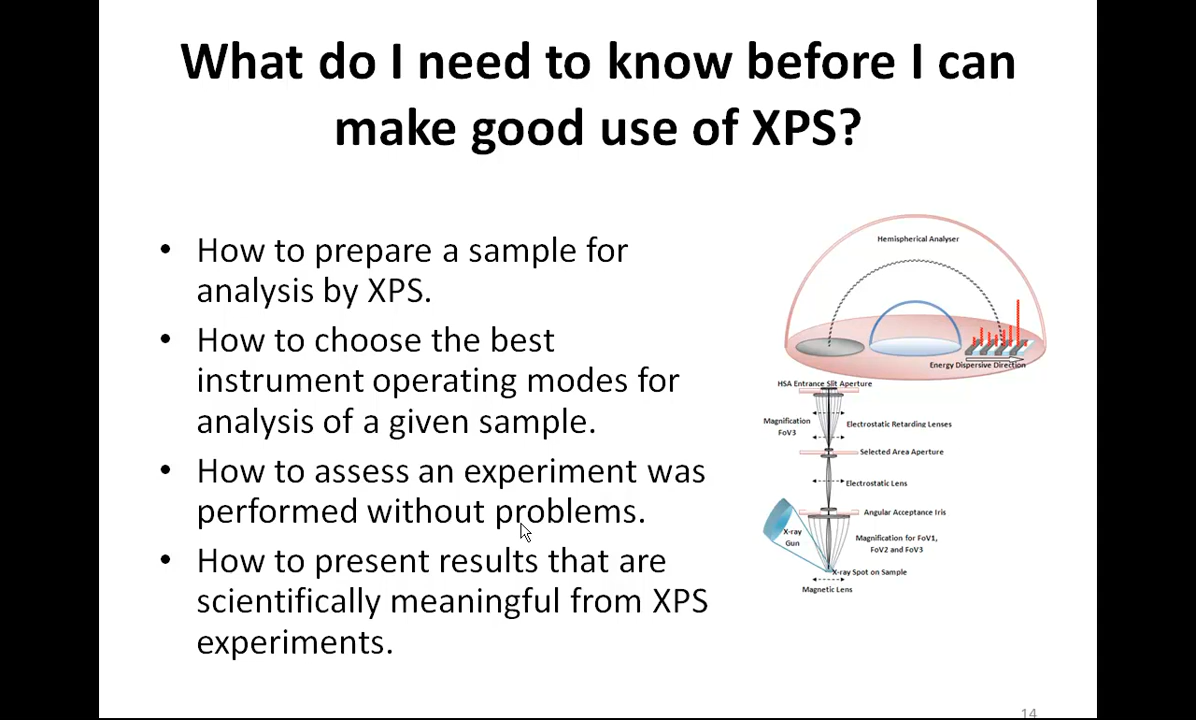 What do I need to know before I can
make good use of XPS?
• How to prepare a sample for
analysis by XPS.
• How to choose the best
instrument operating modes for
analysis of a given sample.
• How to assess an experiment was
performed without problems.
• How to present results that are
scientifically meaningful from XPS
experiments.
Hemispherical Analyser
Energy Dispersive Direction
HSA Entrance Slit Aperture
Magnification
FoV3
Electrostatic Retarding Lenses
Selected Area Aperture
Electrostatic Lens
Angular Acceptance Iris
X-ray
Gun
Magnification for FoV1,
FoV2 and FoV3
X-ray Spot on Sample
Magnetic Lens
14